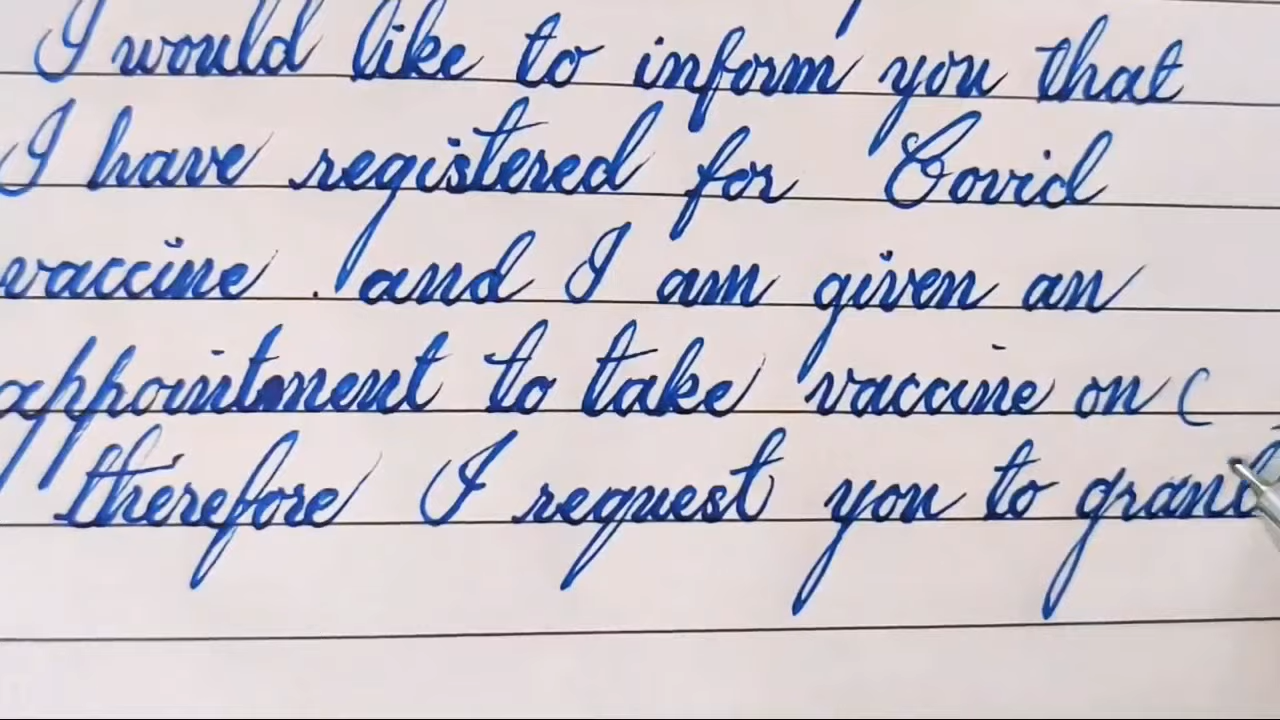 I would like to inform you that
I have registered for Covid
vaccine . and I am given an
appointment to take vaccine on (
therefore I request you to grant